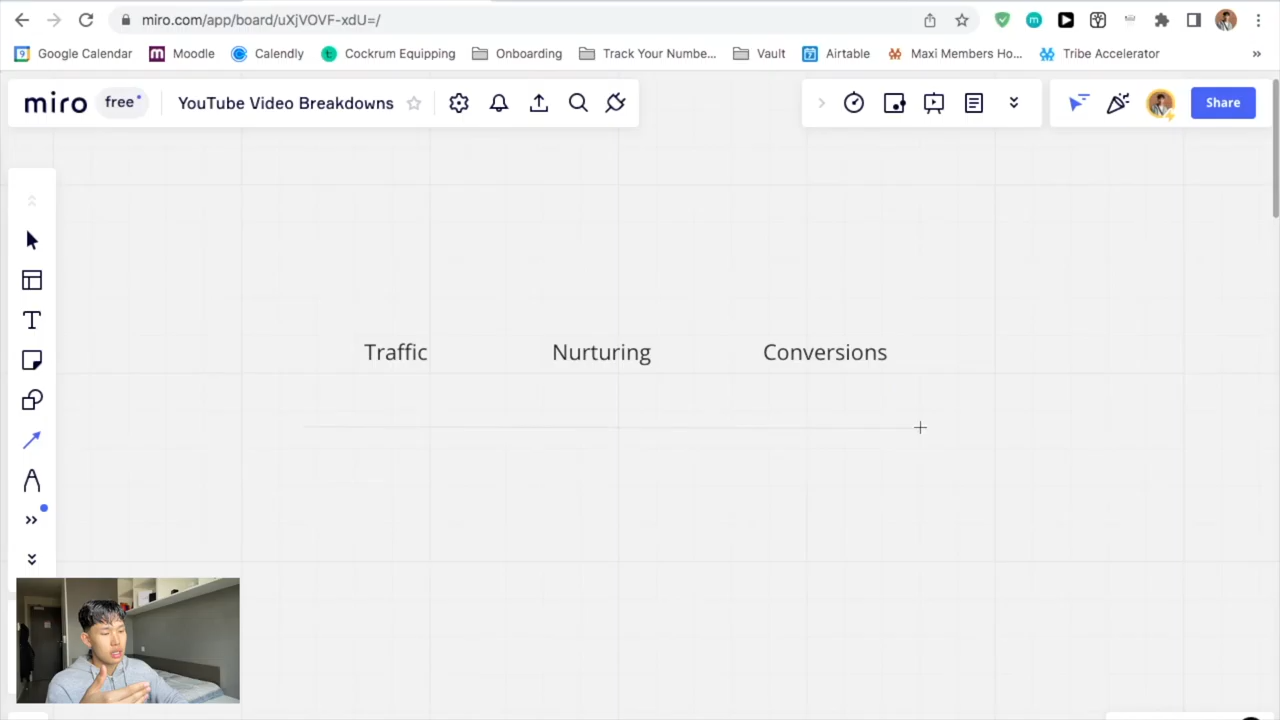 miro.com/app/board/uXjVOVF-xdU=/
9 Google Calendar Moodle Calendly Cockrum Equipping Onboarding Track Your Numbe... Vault Airtable Maxi Members Ho... Tribe Accelerator »
miro free YouTube Video Breakdowns Share
Traffic Nurturing Conversions